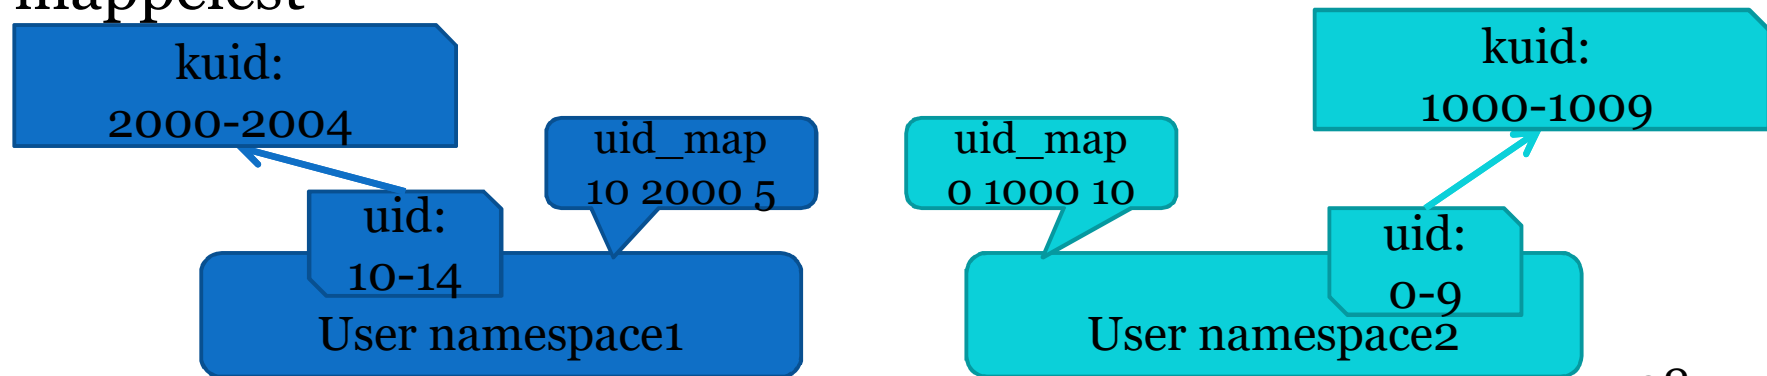 kuid:
2000-2004
uid_map
10 2000 5
uid:
10-14
User namespace1
kuid:
1000-1009
uid_map
0 1000 10
uid:
0-9
User namespace2